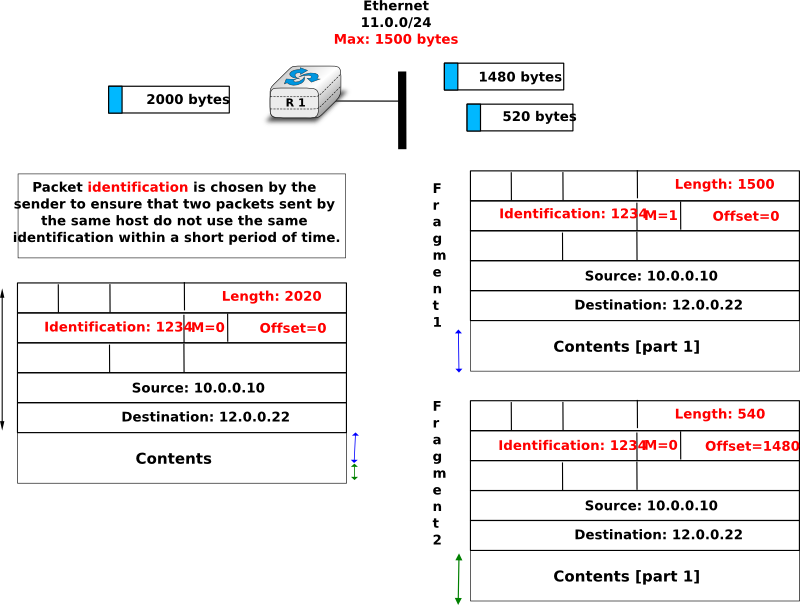 Ethernet
11.0.0/24
Max: 1500 bytes
2000 bytes
R 1
1480 bytes
520 bytes
Packet identification is chosen by the
sender to ensure that two packets sent by
the same host do not use the same
identification within a short period of time.
Length: 2020
Identification: 1234 M=0 Offset=0
Source: 10.0.0.10
Destination: 12.0.0.22
Contents
Fragment1
Length: 1500
Identification: 1234 M=1 Offset=0
Source: 10.0.0.10
Destination: 12.0.0.22
Contents [part 1]
Fragment2
Length: 540
Identification: 1234 M=0 Offset=1480
Source: 10.0.0.10
Destination: 12.0.0.22
Contents [part 1]